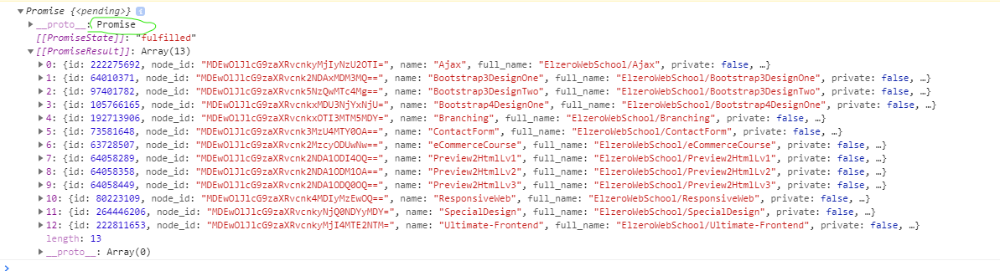 Promise {<pending>} i
__proto__: Promise
[[PromiseState]]: "fulfilled"
[[PromiseResult]]: Array(13)
0: {id: 222275692, node_id: "MDEwOlJlcG9zaXRvcnkyMjIyNzU2OTI=", name: "Ajax", full_name: "ElzeroWebSchool/Ajax", private: false, …}
1: {id: 64010371, node_id: "MDEwOlJlcG9zaXRvcnk2NDAxMDM3MQ==", name: "Bootstrap3DesignOne", full_name: "ElzeroWebSchool/Bootstrap3DesignOne", private: false, …}
2: {id: 97401782, node_id: "MDEwOlJlcG9zaXRvcnk5NzQwMTc4Mg==", name: "Bootstrap3DesignTwo", full_name: "ElzeroWebSchool/Bootstrap3DesignTwo", private: false, …}
3: {id: 105766165, node_id: "MDEwOlJlcG9zaXRvcnkxMDU3NjYxNjU=", name: "Bootstrap4DesignOne", full_name: "ElzeroWebSchool/Bootstrap4DesignOne", private: false, …}
4: {id: 192713906, node_id: "MDEwOlJlcG9zaXRvcnkxOTI3MTM5MDY=", name: "Branching", full_name: "ElzeroWebSchool/Branching", private: false, …}
5: {id: 73581648, node_id: "MDEwOlJlcG9zaXRvcnk3MzU4MTY0OA==", name: "ContactForm", full_name: "ElzeroWebSchool/ContactForm", private: false, …}
6: {id: 63728507, node_id: "MDEwOlJlcG9zaXRvcnk2MzcyODUwNw==", name: "eCommerceCourse", full_name: "ElzeroWebSchool/eCommerceCourse", private: false, …}
7: {id: 64058289, node_id: "MDEwOlJlcG9zaXRvcnk2NDA1ODI4OQ==", name: "Preview2HtmlLv1", full_name: "ElzeroWebSchool/Preview2HtmlLv1", private: false, …}
8: {id: 64058358, node_id: "MDEwOlJlcG9zaXRvcnk2NDA1ODM1OA==", name: "Preview2HtmlLv2", full_name: "ElzeroWebSchool/Preview2HtmlLv2", private: false, …}
9: {id: 64058449, node_id: "MDEwOlJlcG9zaXRvcnk2NDA1ODQ0OQ==", name: "Preview2HtmlLv3", full_name: "ElzeroWebSchool/Preview2HtmlLv3", private: false, …}
10: {id: 80223109, node_id: "MDEwOlJlcG9zaXRvcnk4MDIyMzEwOQ==", name: "ResponsiveWeb", full_name: "ElzeroWebSchool/ResponsiveWeb", private: false, …}
11: {id: 264446206, node_id: "MDEwOlJlcG9zaXRvcnkyNjQ0NDYyMDY=", name: "SpecialDesign", full_name: "ElzeroWebSchool/SpecialDesign", private: false, …}
12: {id: 222811653, node_id: "MDEwOlJlcG9zaXRvcnkyMjI4MTE2NTM=", name: "Ultimate-Frontend", full_name: "ElzeroWebSchool/Ultimate-Frontend", private: false, …}
length: 13
__proto__: Array(0)